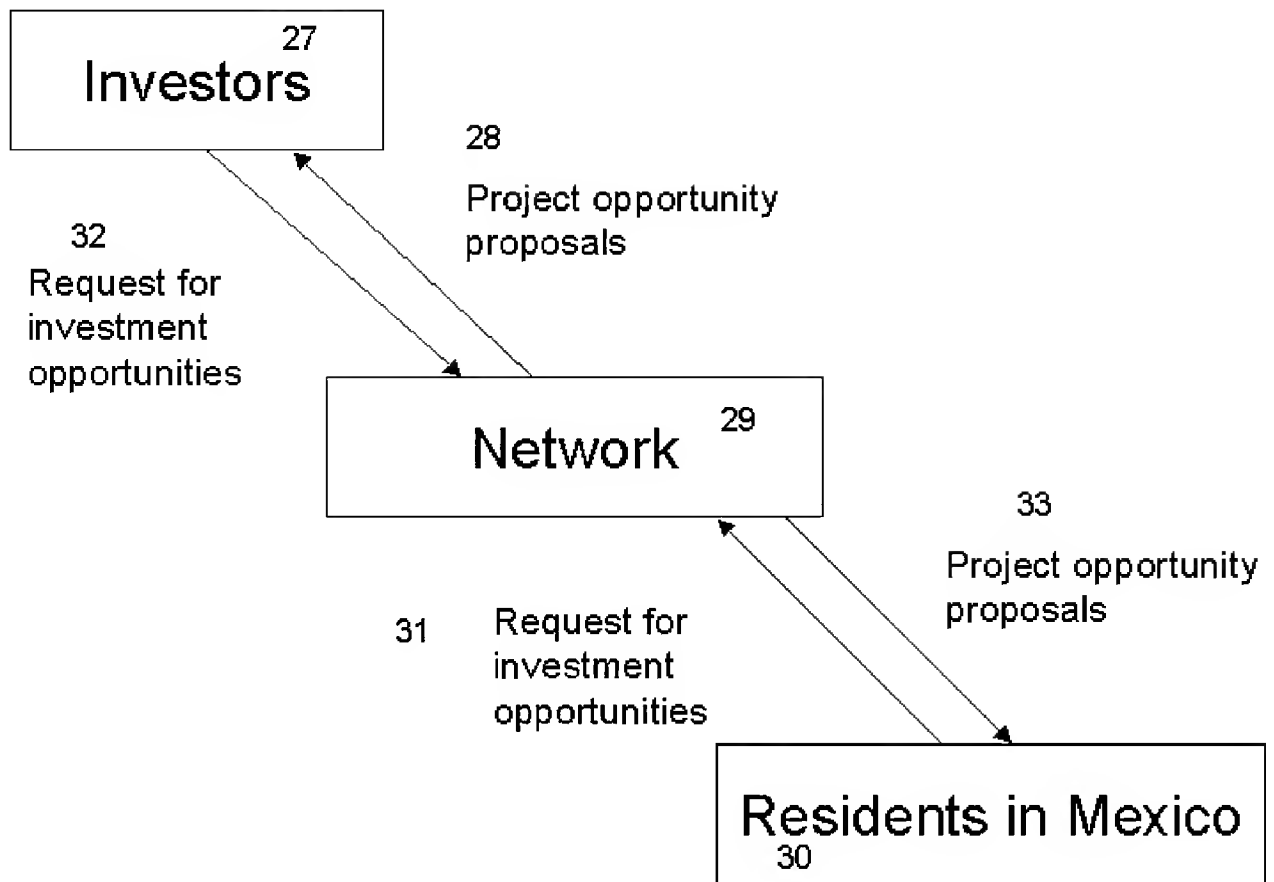 27
Investors
28
Project opportunity
proposals
32
Request for
investment
opportunities
29
Network
33
Project opportunity
proposals
31
Request for
investment
opportunities
Residents in Mexico
30